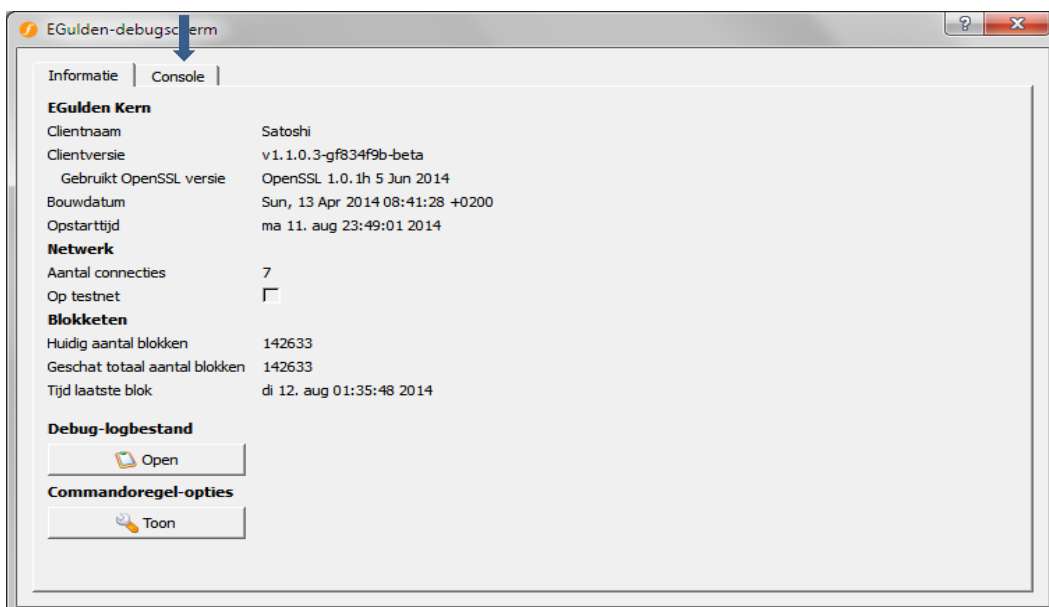 EGulden-debugscherm
Informatie Console
EGulden Kern
Clientnaam Satoshi
Clientversie v1.1.0.3-gf834f9b-beta
Gebruikt OpenSSL versie OpenSSL 1.0.1h 5 Jun 2014
Bouwdatum Sun, 13 Apr 2014 08:41:28 +0200
Opstarttijd ma 11. aug 23:49:01 2014
Netwerk
Aantal connecties 7
Op testnet
Blokketen
Huidig aantal blokken 142633
Geschat totaal aantal blokken 142633
Tijd laatste blok di 12. aug 01:35:48 2014
Debug-logbestand
Open
Commandoregel-opties
Toon